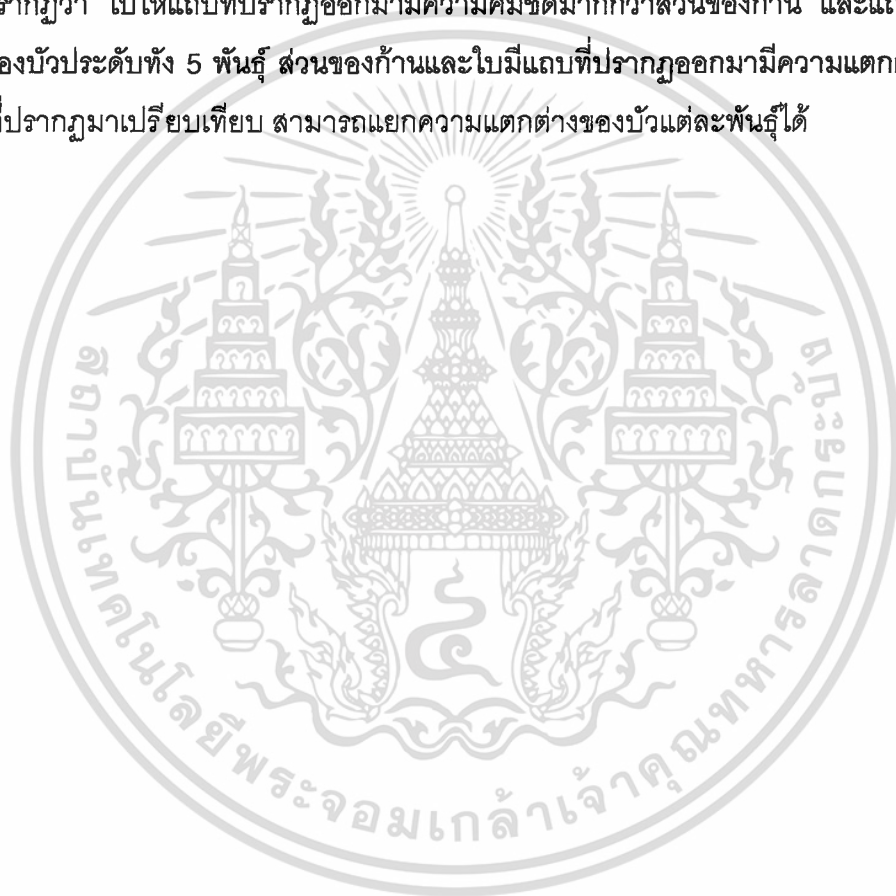 รากฏว่า ใบให้แถบที่ปรากฏออกมามีความคมชัดมากกว่าส่วนของก้าน และแถ
องบัวประดับทั้ง 5 พันธุ์ ส่วนของก้านและใบมีแถบที่ปรากฏออกมามีความแตก
ที่ปรากฏมาเปรียบเทียบ สามารถแยกความแตกต่างของบัวแต่ละพันธุ์ได้
สถาบันเทคโนโลยีพระจอมเกล้าเจ้าคุณทหารลาดกระบัง